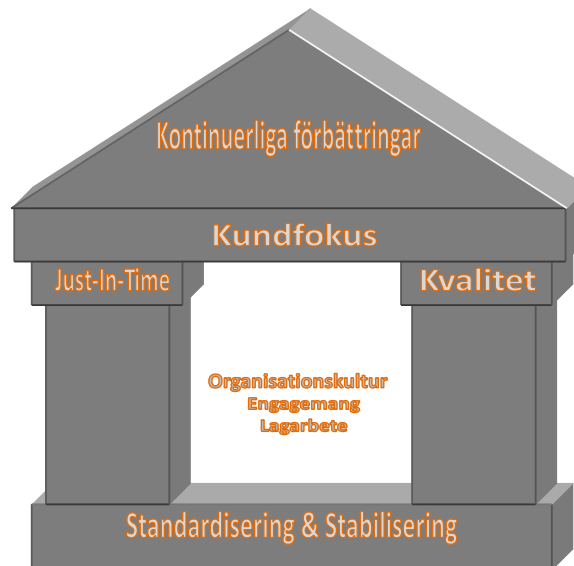 Kontinuerliga förbättringar
Kundfokus
Just-In-Time
Kvalitet
Organisationskultur
Engagemang
Lagarbete
Standardisering & Stabilisering